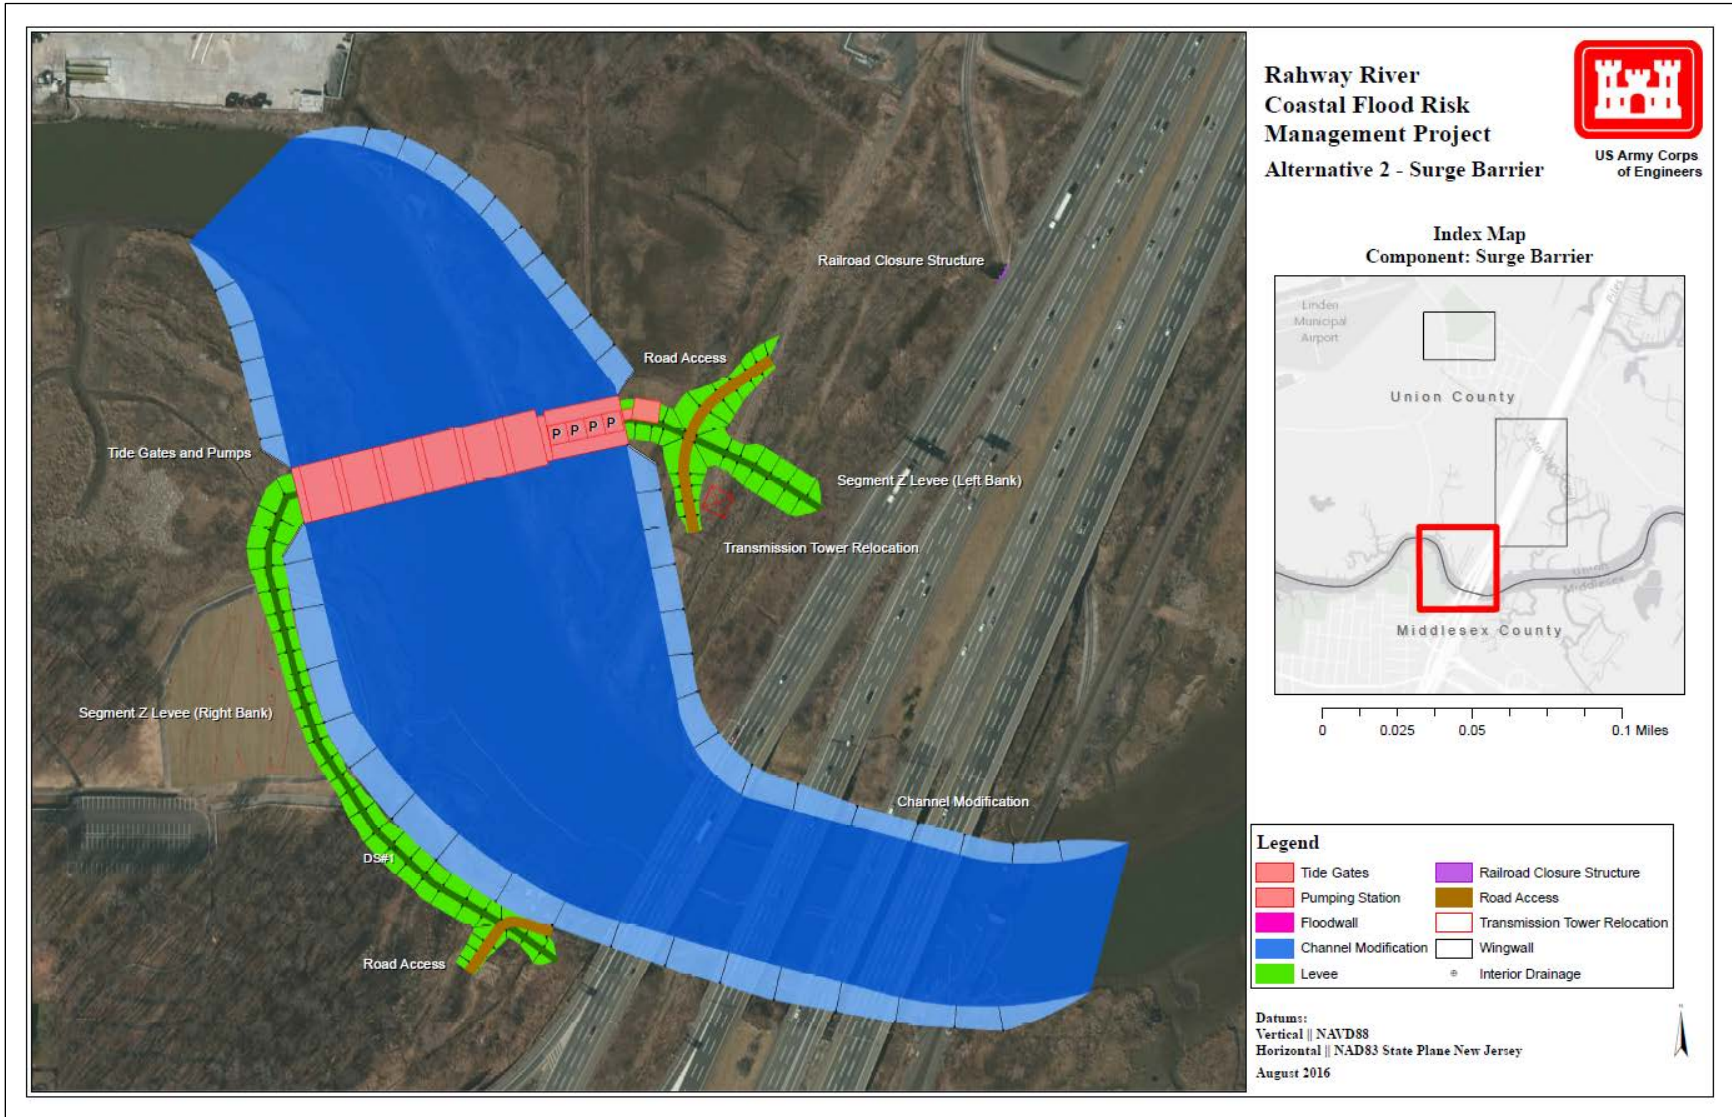 Rahway River
Coastal Flood Risk
Management Project
Alternative 2 - Surge Barrier
US Army Corps
of Engineers
Index Map
Component: Surge Barrier
Linden
Municipal
Airport
Union County
Union
Middlesex
Middlesex County
0
0.025
0.05
0.1 Miles
Railroad Closure Structure
Road Access
P P P P
Tide Gates and Pumps
Segment Z Levee (Left Bank)
Transmission Tower Relocation
Segment Z Levee (Right Bank)
Channel Modification
DS#1
Road Access
Legend
Tide Gates
Railroad Closure Structure
Pumping Station
Road Access
Floodwall
Transmission Tower Relocation
Channel Modification
Wingwall
Levee
Interior Drainage
Datums:
Vertical || NAVD88
Horizontal || NAD83 State Plane New Jersey
August 2016